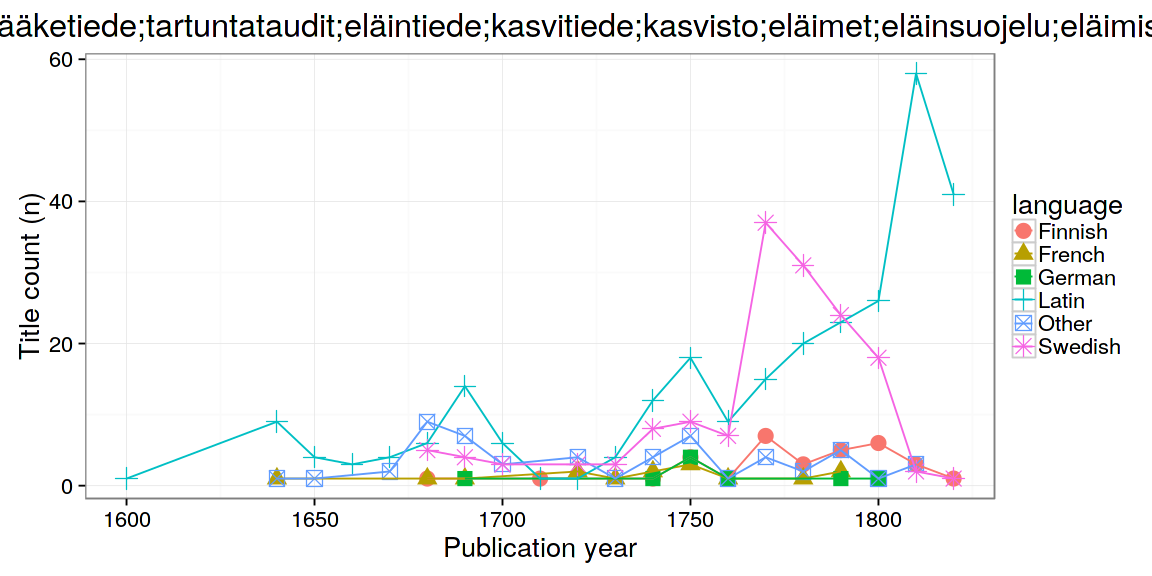 ääketiede;tartuntataudit;eläintiede;kasvitiede;kasvisto;eläimet;eläinsuojelu;eläimis
60
40
20
0
Title count (n)
1600
1650
1700
1750
1800
Publication year
language
Finnish
French
German
Latin
Other
Swedish